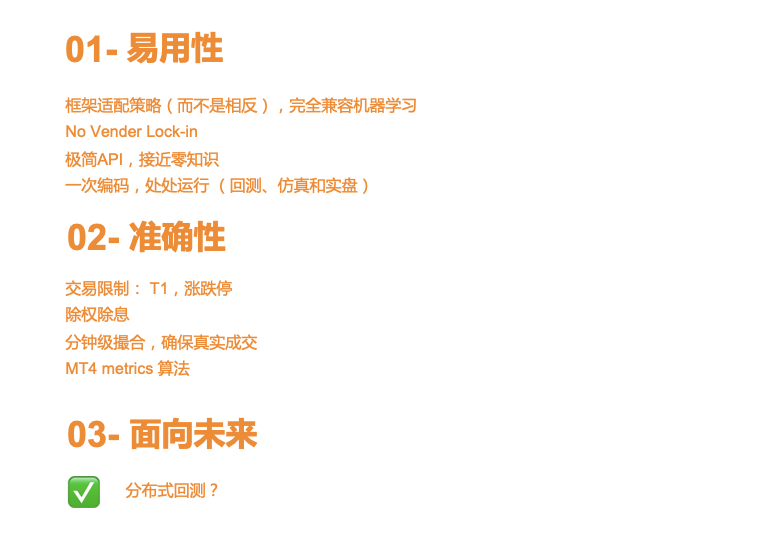 01- 易用性
框架适配策略（而不是相反），完全兼容机器学习
No Vender Lock-in
极简API，接近零知识
一次编码，处处运行 （ 回测、仿真和实盘 ）
02- 准确性
交易限制： T1，涨跌停
除权除息
分钟级撮合，确保真实成交
MT4 metrics 算法
03- 面向未来
✅ 分布式回测？